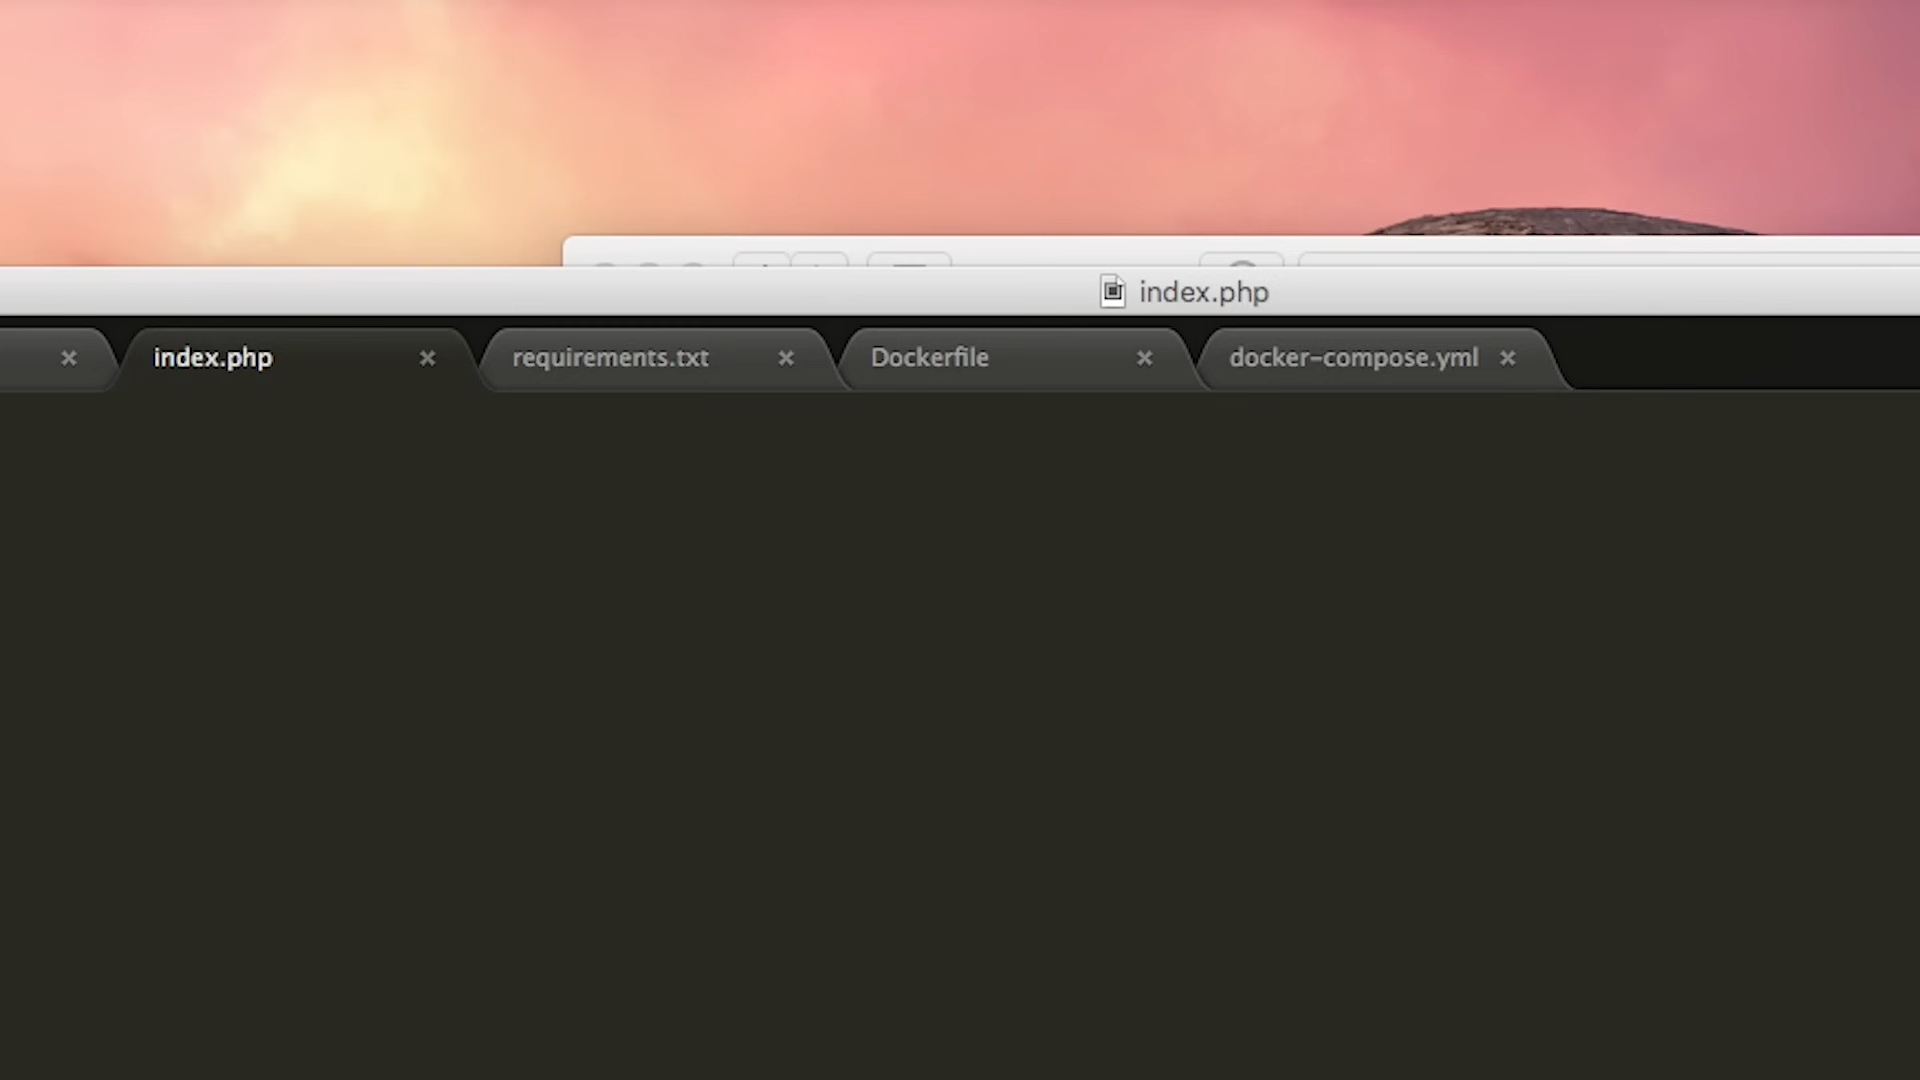 index.php
index.php
requirements.txt
Dockerfile
docker-compose.yml